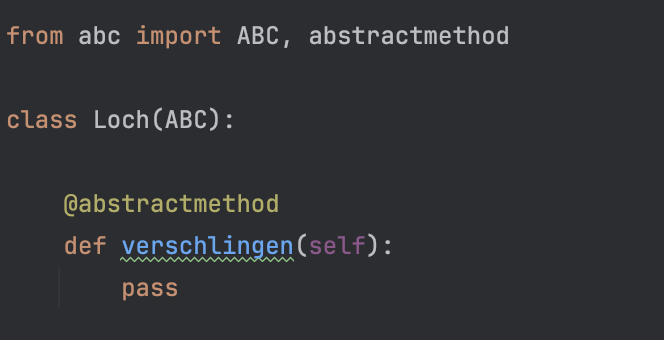 from abc import ABC, abstractmethod
class Loch(ABC):
@abstractmethod
def verschlingen(self):
pass